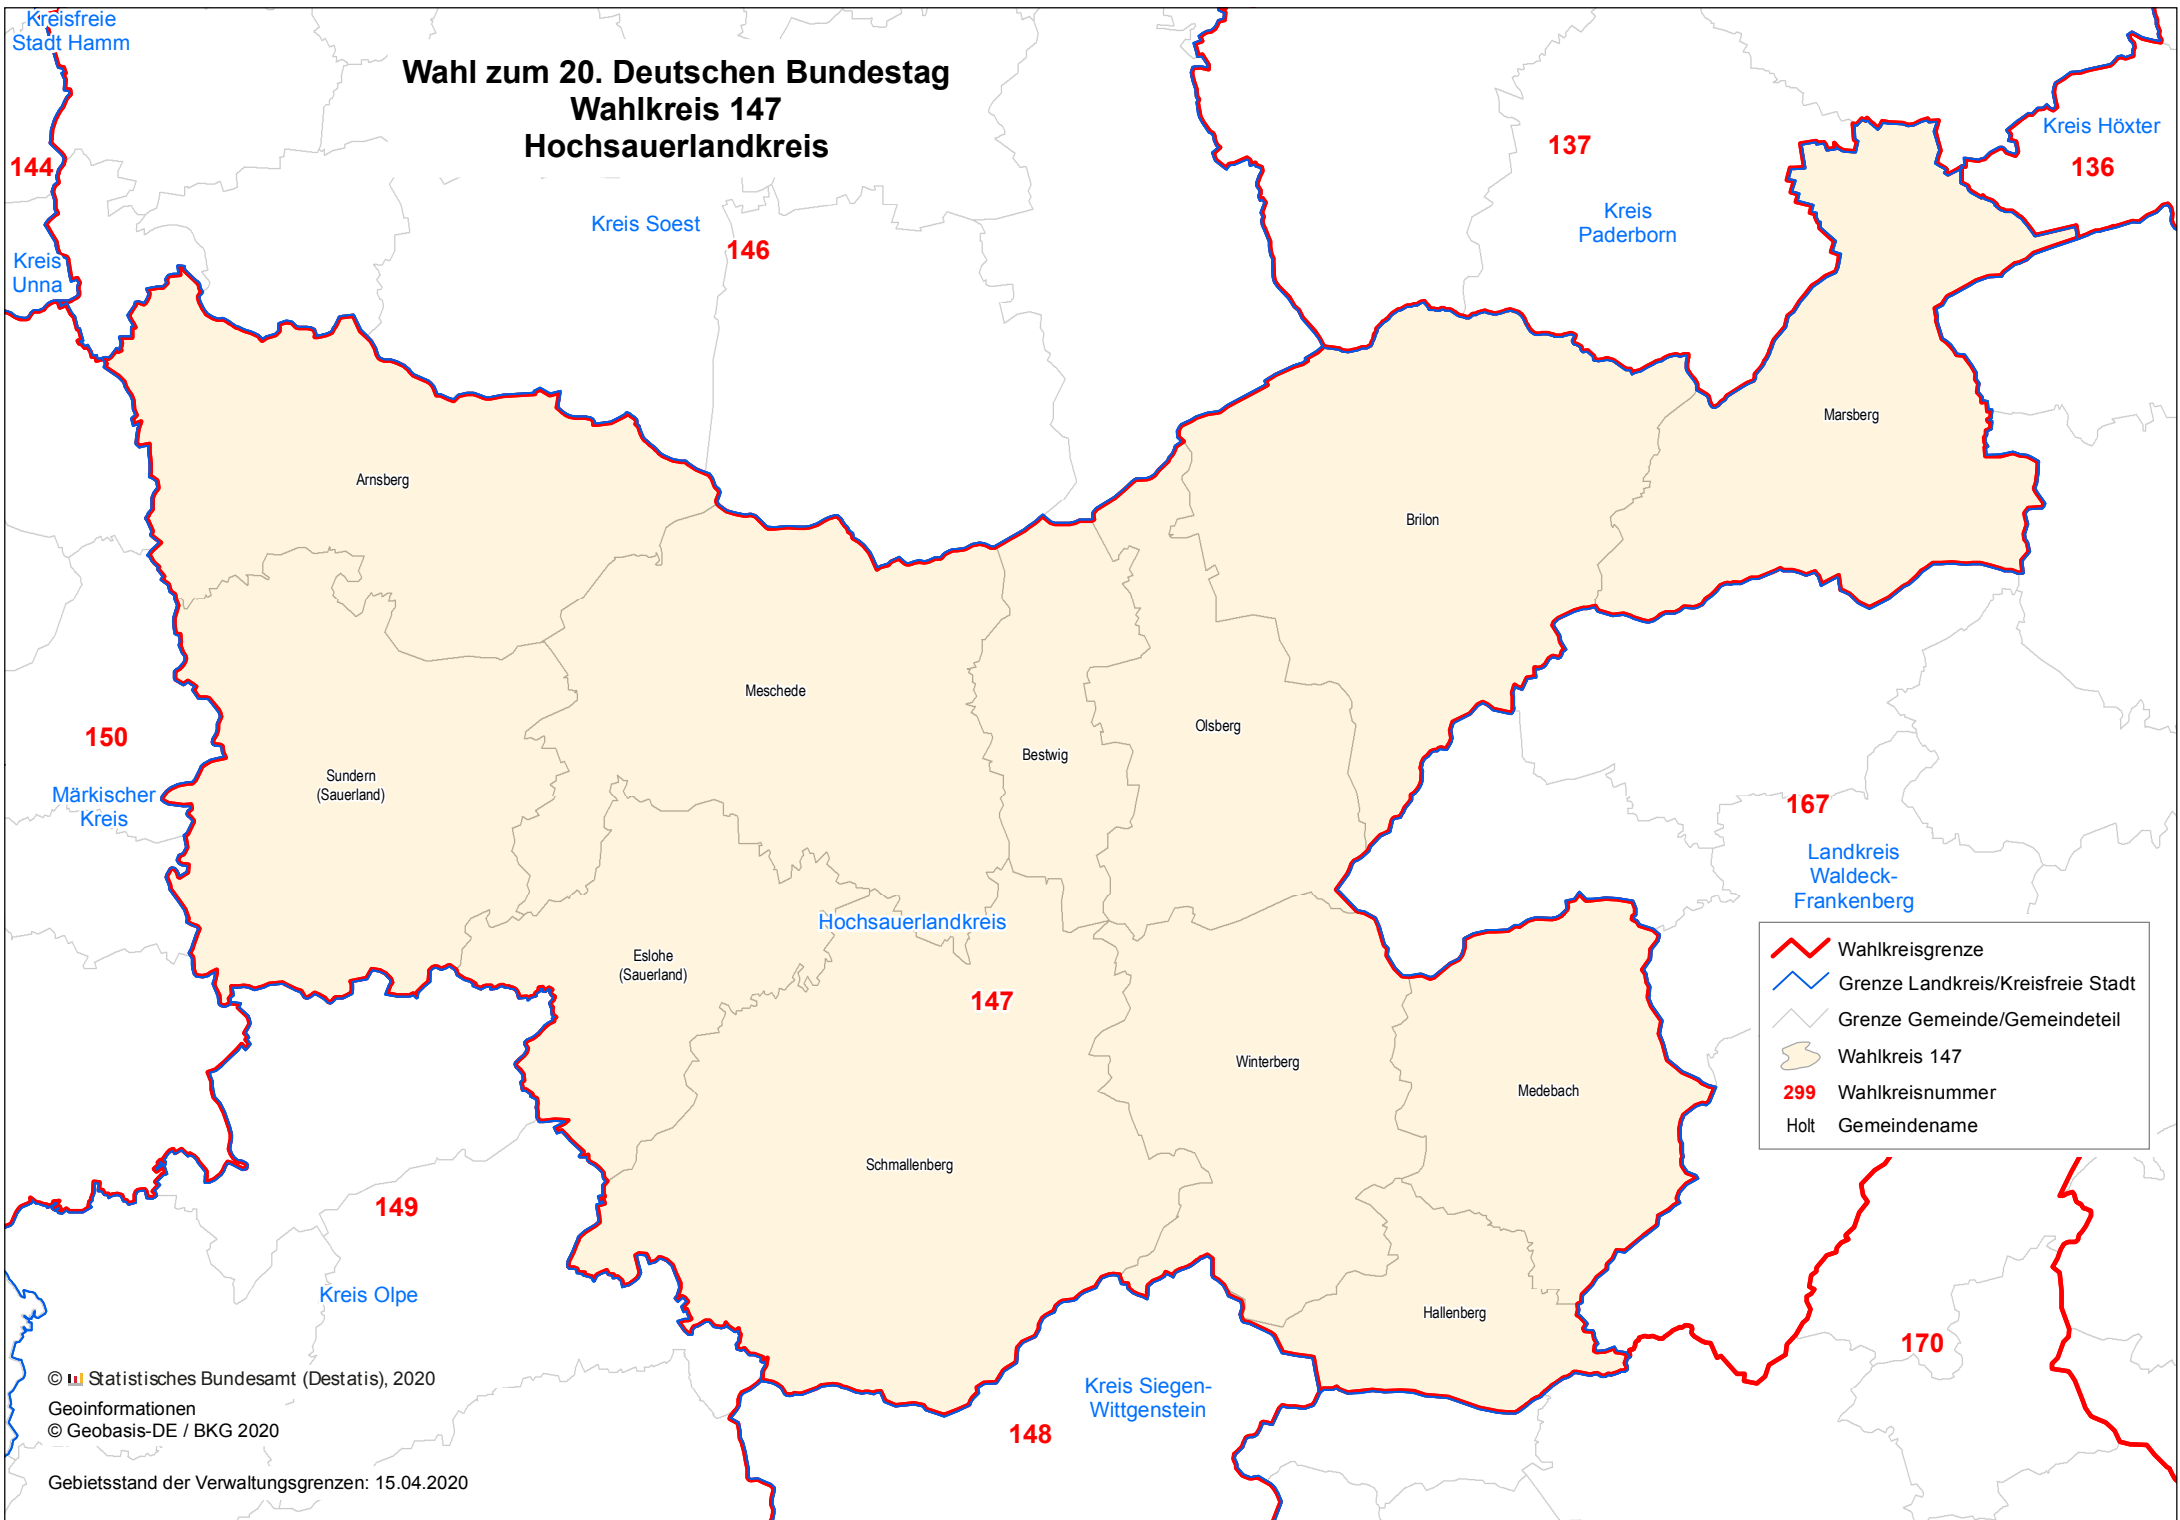 Kreisfreie
Stadt Hamm
Wahl zum 20. Deutschen Bundestag
Wahlkreis 147
Hochsauerlandkreis
144
137
Kreis Höxter
136
Kreis Soest
146
Kreis
Paderborn
Kreis
Unna
Marsberg
Arnsberg
Brilon
Meschede
Olsberg
150
Bestwig
Sundern
(Sauerland)
Märkischer
Kreis
167
Landkreis
Waldeck-
Frankenberg
Hochsauerlandkreis
Eslohe
(Sauerland)
147
Winterberg
Medebach
Schmallenberg
149
Kreis Olpe
Hallenberg
170
Kreis Siegen-
Wittgenstein
148
Wahlkreisgrenze
Grenze Landkreis/Kreisfreie Stadt
Grenze Gemeinde/Gemeindeteil
Wahlkreis 147
299 Wahlkreisnummer
Holt Gemeindename
© Statistisches Bundesamt (Destatis), 2020
Geoinformationen
© Geobasis-DE / BKG 2020
Gebietsstand der Verwaltungsgrenzen: 15.04.2020